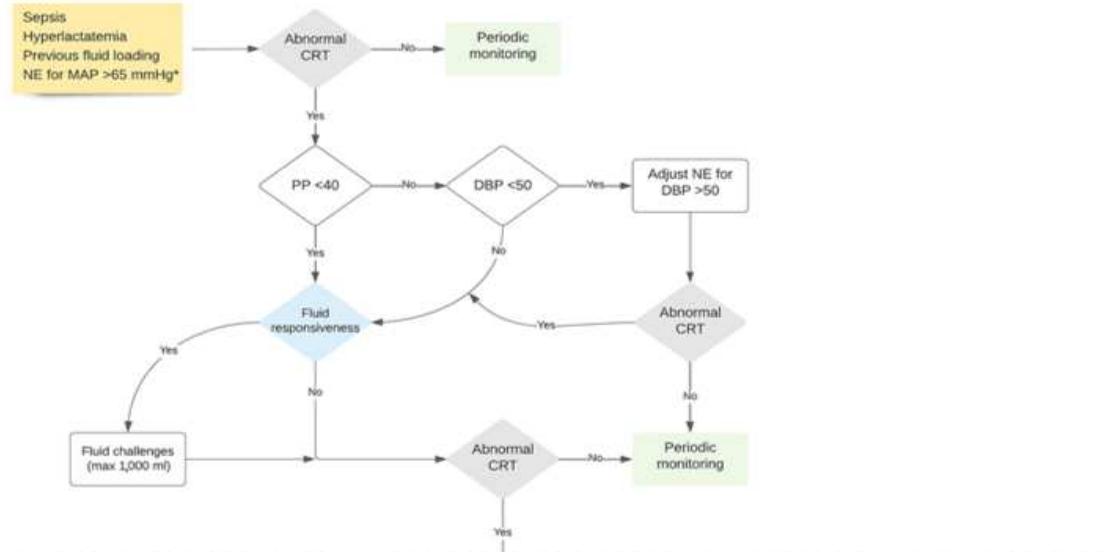 Sepsis
Hyperlactatemia
Previous fluid loading
NE for MAP >65 mmHg*
Abnormal
CRT
No
Periodic
monitoring
Yes
PP <40
No
DBP <50
Yes
Adjust NE for
DBP >50
Yes
No
Fluid
responsiveness
Yes
Abnormal
CRT
Yes
No
No
Fluid challenges
(max 1,000 ml)
Abnormal
CRT
No
Periodic
monitoring
Yes